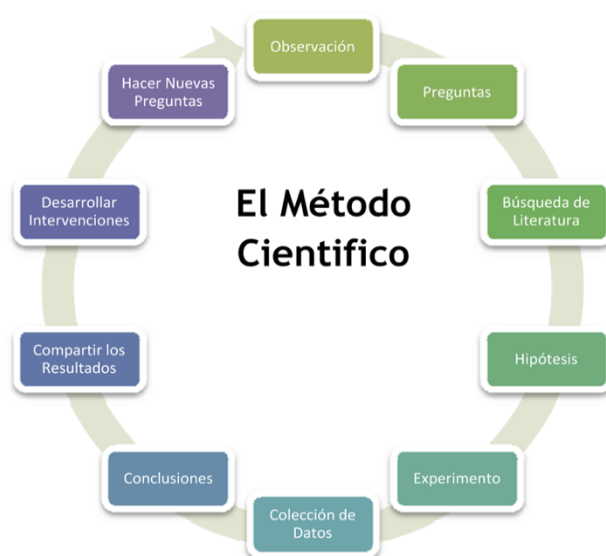 El Método
Cientifico
Observación
Preguntas
Búsqueda de
Literatura
Hipótesis
Experimento
Colección de
Datos
Conclusiones
Compartir los
Resultados
Desarrollar
Intervenciones
Hacer Nuevas
Preguntas